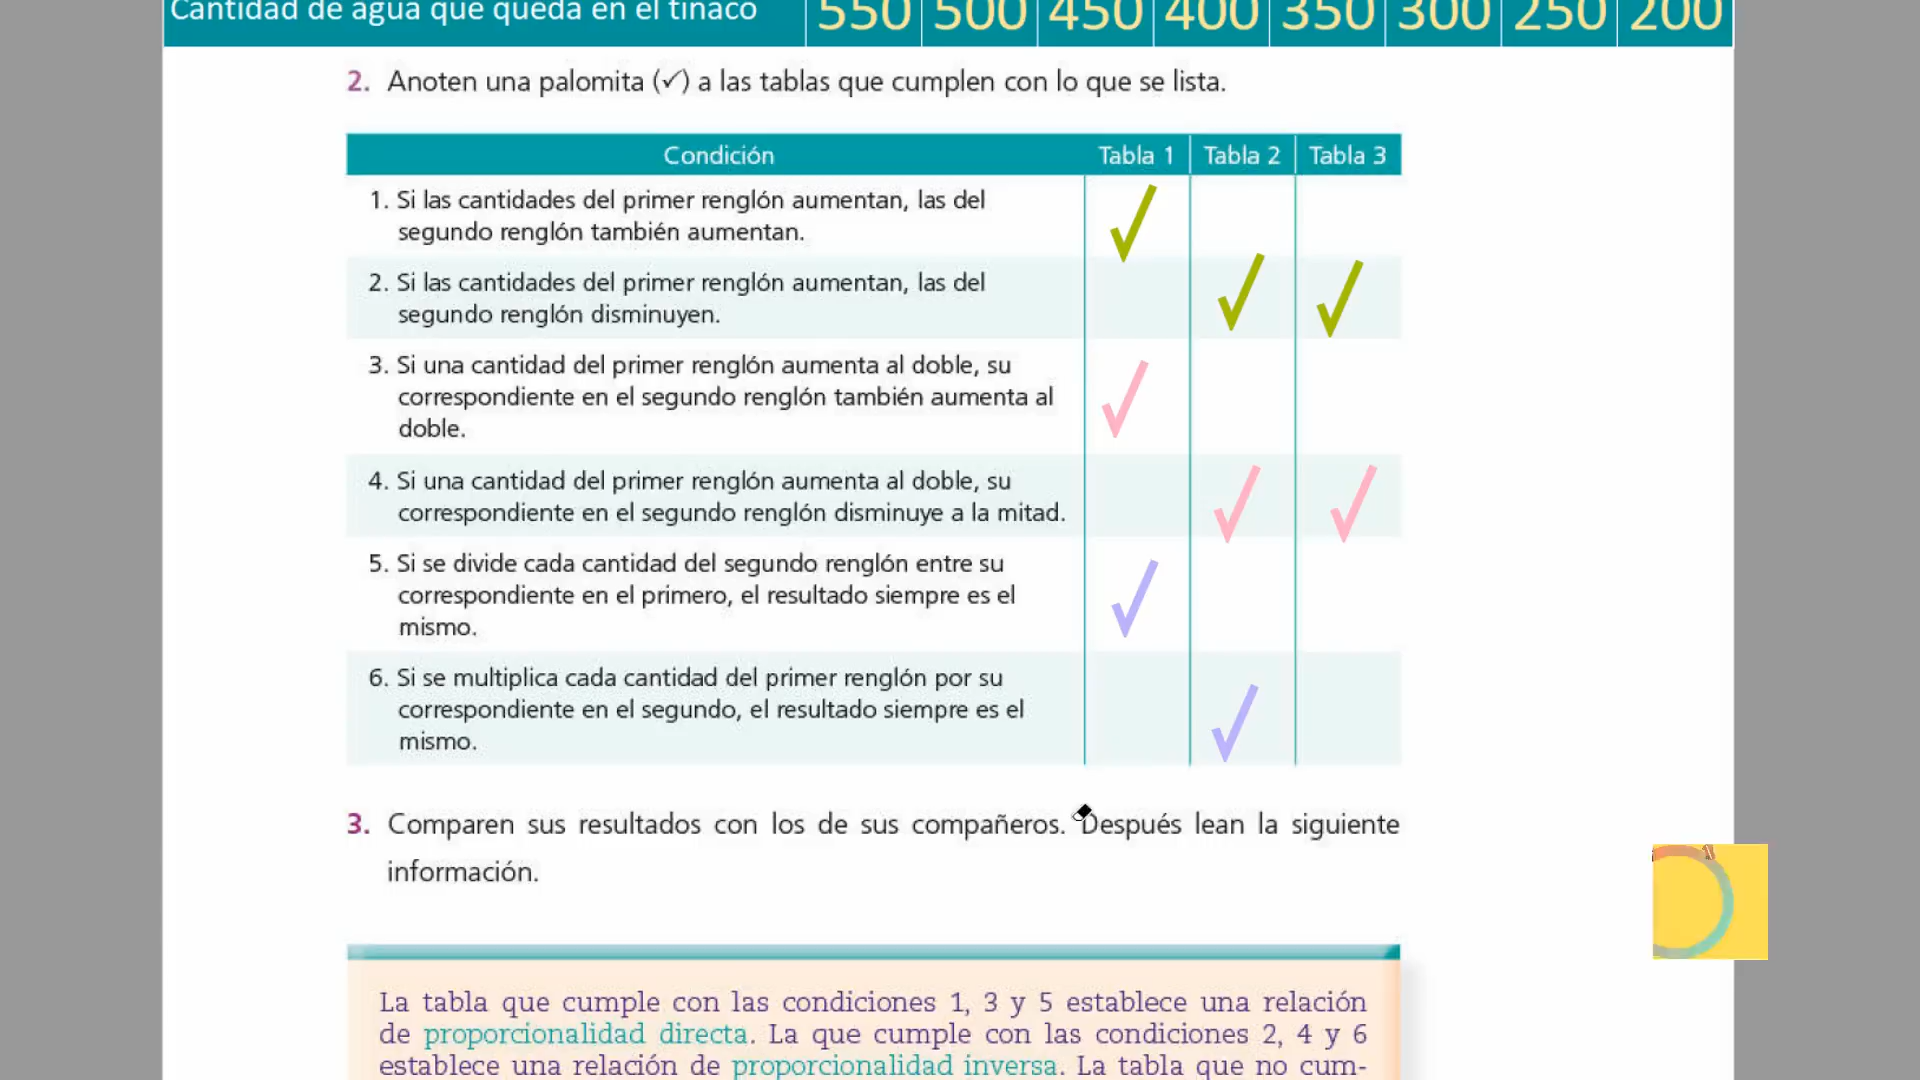 Cantidad de agua que queda en el tinaco 550 500 450 400 350 300 250 200
2. Anoten una palomita (✓) a las tablas que cumplen con lo que se lista.
Condición Tabla 1 Tabla 2 Tabla 3
1. Si las cantidades del primer renglón aumentan, las del
segundo renglón también aumentan.
2. Si las cantidades del primer renglón aumentan, las del
segundo renglón disminuyen.
3. Si una cantidad del primer renglón aumenta al doble, su
correspondiente en el segundo renglón también aumenta al
doble.
4. Si una cantidad del primer renglón aumenta al doble, su
correspondiente en el segundo renglón disminuye a la mitad.
5. Si se divide cada cantidad del segundo renglón entre su
correspondiente en el primero, el resultado siempre es el
mismo.
6. Si se multiplica cada cantidad del primer renglón por su
correspondiente en el segundo, el resultado siempre es el
mismo.
3. Comparen sus resultados con los de sus compañeros. Después lean la siguiente
información.
La tabla que cumple con las condiciones 1, 3 y 5 establece una relación
de proporcionalidad directa. La que cumple con las condiciones 2, 4 y 6
establece una relación de proporcionalidad inversa. La tabla que no cum-